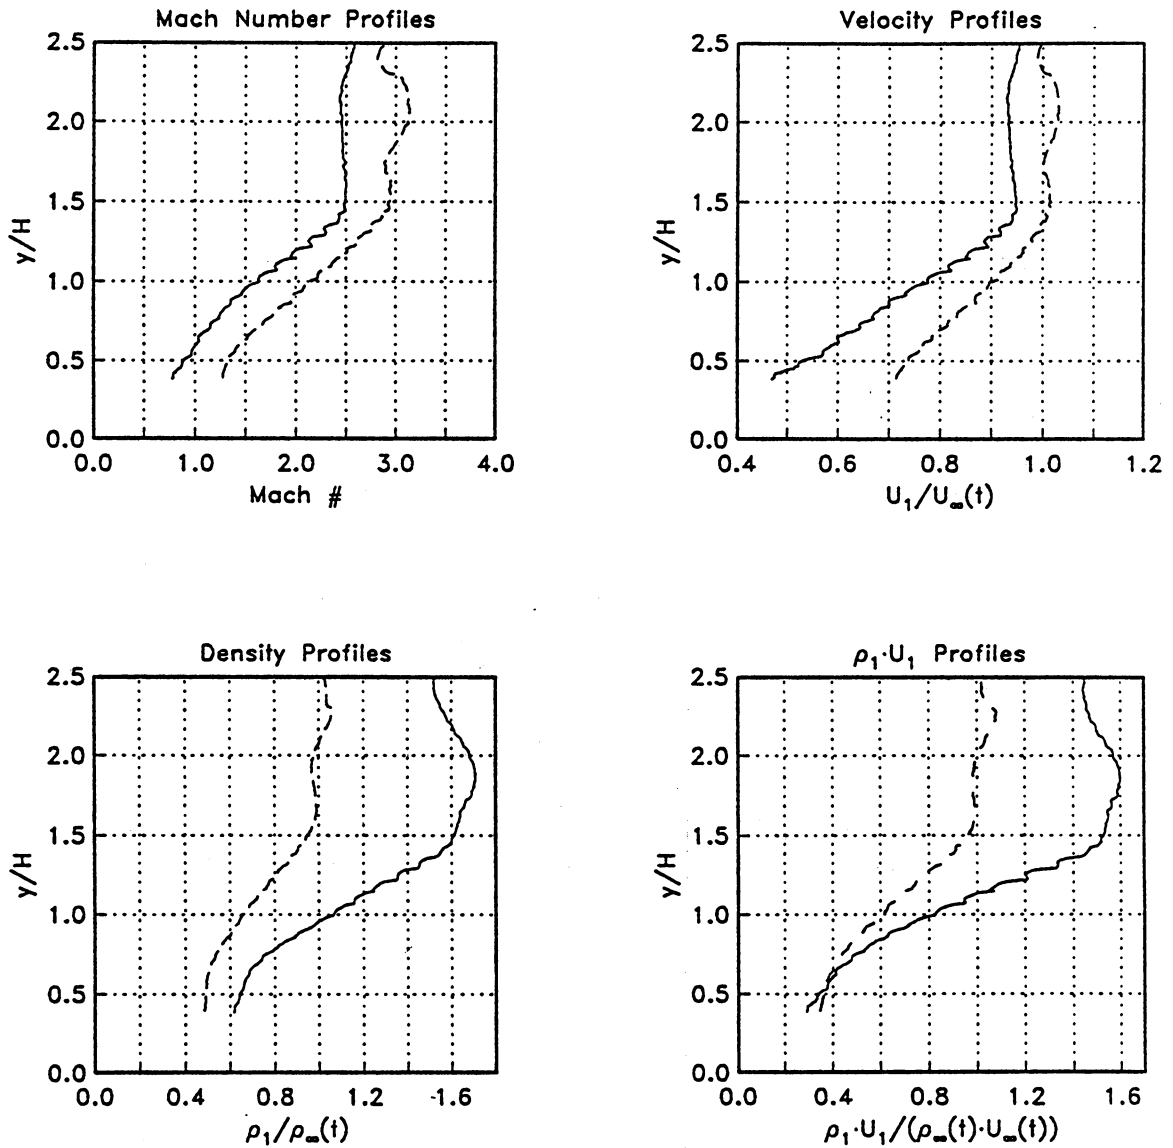 Mach Number Profiles
2.5
2.0
1.5
1.0
0.5
0.0
y/H
0.0 1.0 2.0 3.0 4.0
Mach #
Velocity Profiles
2.5
2.0
1.5
1.0
0.5
0.0
y/H
0.4 0.6 0.8 1.0 1.2
U₁/U∞(t)
Density Profiles
2.5
2.0
1.5
1.0
0.5
0.0
y/H
0.0 0.4 0.8 1.2 1.6
ρ₁/ρ∞(t)
ρ₁·U₁ Profiles
2.5
2.0
1.5
1.0
0.5
0.0
y/H
0.0 0.4 0.8 1.2 1.6
ρ₁·U₁/(ρ∞(t)·U∞(t))